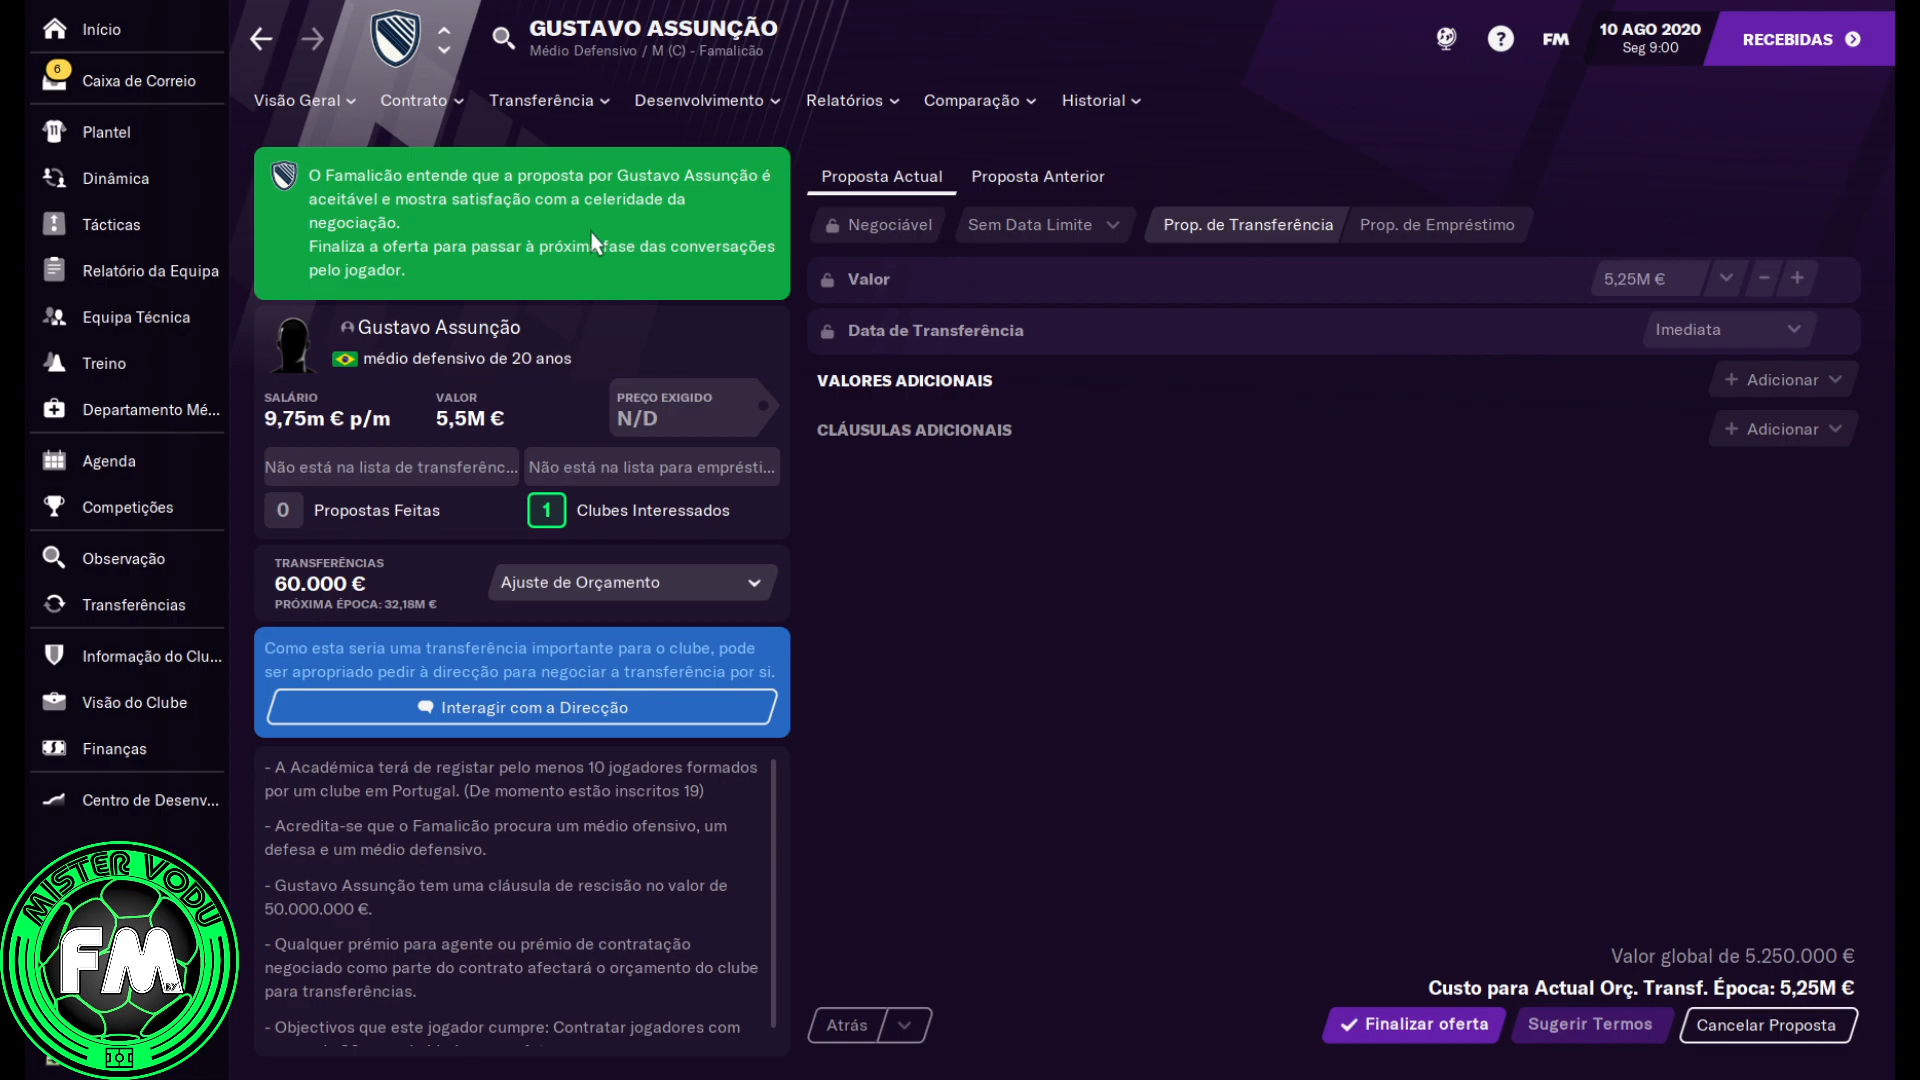 Início
6
Caixa de Correio
Plantel
Dinâmica
Tácticas
Relatório da Equipa
Equipa Técnica
Treino
Departamento Mé...
Agenda
Competições
Observação
Transferências
Informação do Clu...
Visão do Clube
Finanças
Centro de Desenv...
MISTER VODU
FM
BY
GUSTAVO ASSUNÇÃO
Médio Defensivo / M (C) - Famalicão
?
FM
10 AGO 2020
Seg 9:00
RECEBIDAS
Visão Geral
Contrato
Transferência
Desenvolvimento
Relatórios
Comparação
Historial
O Famalicão entende que a proposta por Gustavo Assunção é
aceitável e mostra satisfação com a celeridade da
negociação.
Finaliza a oferta para passar à próxima fase das conversações
pelo jogador.
Gustavo Assunção
médio defensivo de 20 anos
SALÁRIO
9,75m € p/m
VALOR
5,5M €
PREÇO EXIGIDO
N/D
Não está na lista de transferênc...
Não está na lista para emprésti...
0 Propostas Feitas
1 Clubes Interessados
TRANSFERÊNCIAS
60.000 €
PRÓXIMA ÉPOCA: 32,18M €
Ajuste de Orçamento
Como esta seria uma transferência importante para o clube, pode
ser apropriado pedir à direcção para negociar a transferência por si.
Interagir com a Direcção
- A Académica terá de registar pelo menos 10 jogadores formados
por um clube em Portugal. (De momento estão inscritos 19)
- Acredita-se que o Famalicão procura um médio ofensivo, um
defesa e um médio defensivo.
- Gustavo Assunção tem uma cláusula de rescisão no valor de
50.000.000 €.
- Qualquer prémio para agente ou prémio de contratação
negociado como parte do contrato afectará o orçamento do clube
para transferências.
- Objectivos que este jogador cumpre: Contratar jogadores com
Proposta Actual
Proposta Anterior
Negociável
Sem Data Limite
Prop. de Transferência
Prop. de Empréstimo
Valor
5,25M €
Data de Transferência
Imediata
VALORES ADICIONAIS
+ Adicionar
CLÁUSULAS ADICIONAIS
+ Adicionar
Valor global de 5.250.000 €
Custo para Actual Orç. Transf. Época: 5,25M €
Atrás
Finalizar oferta
Sugerir Termos
Cancelar Proposta